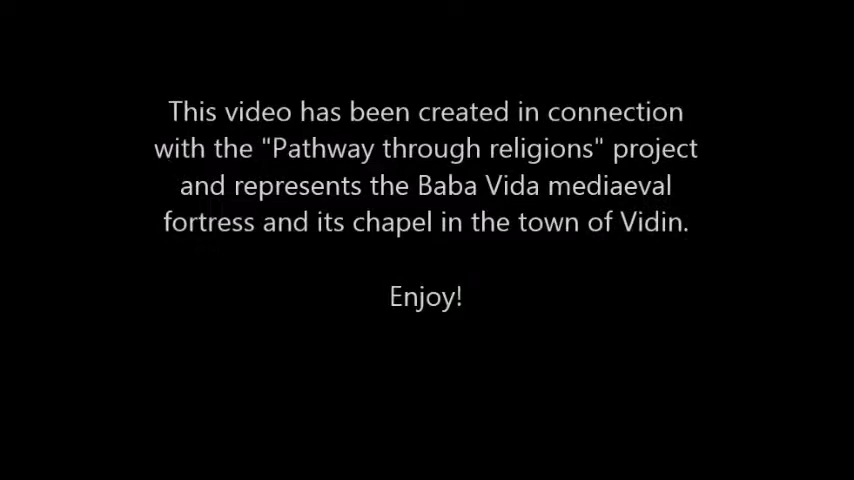 This video has been created in connection
with the "Pathway through religions" project
and represents the Baba Vida mediaeval
fortress and its chapel in the town of Vidin.
Enjoy!